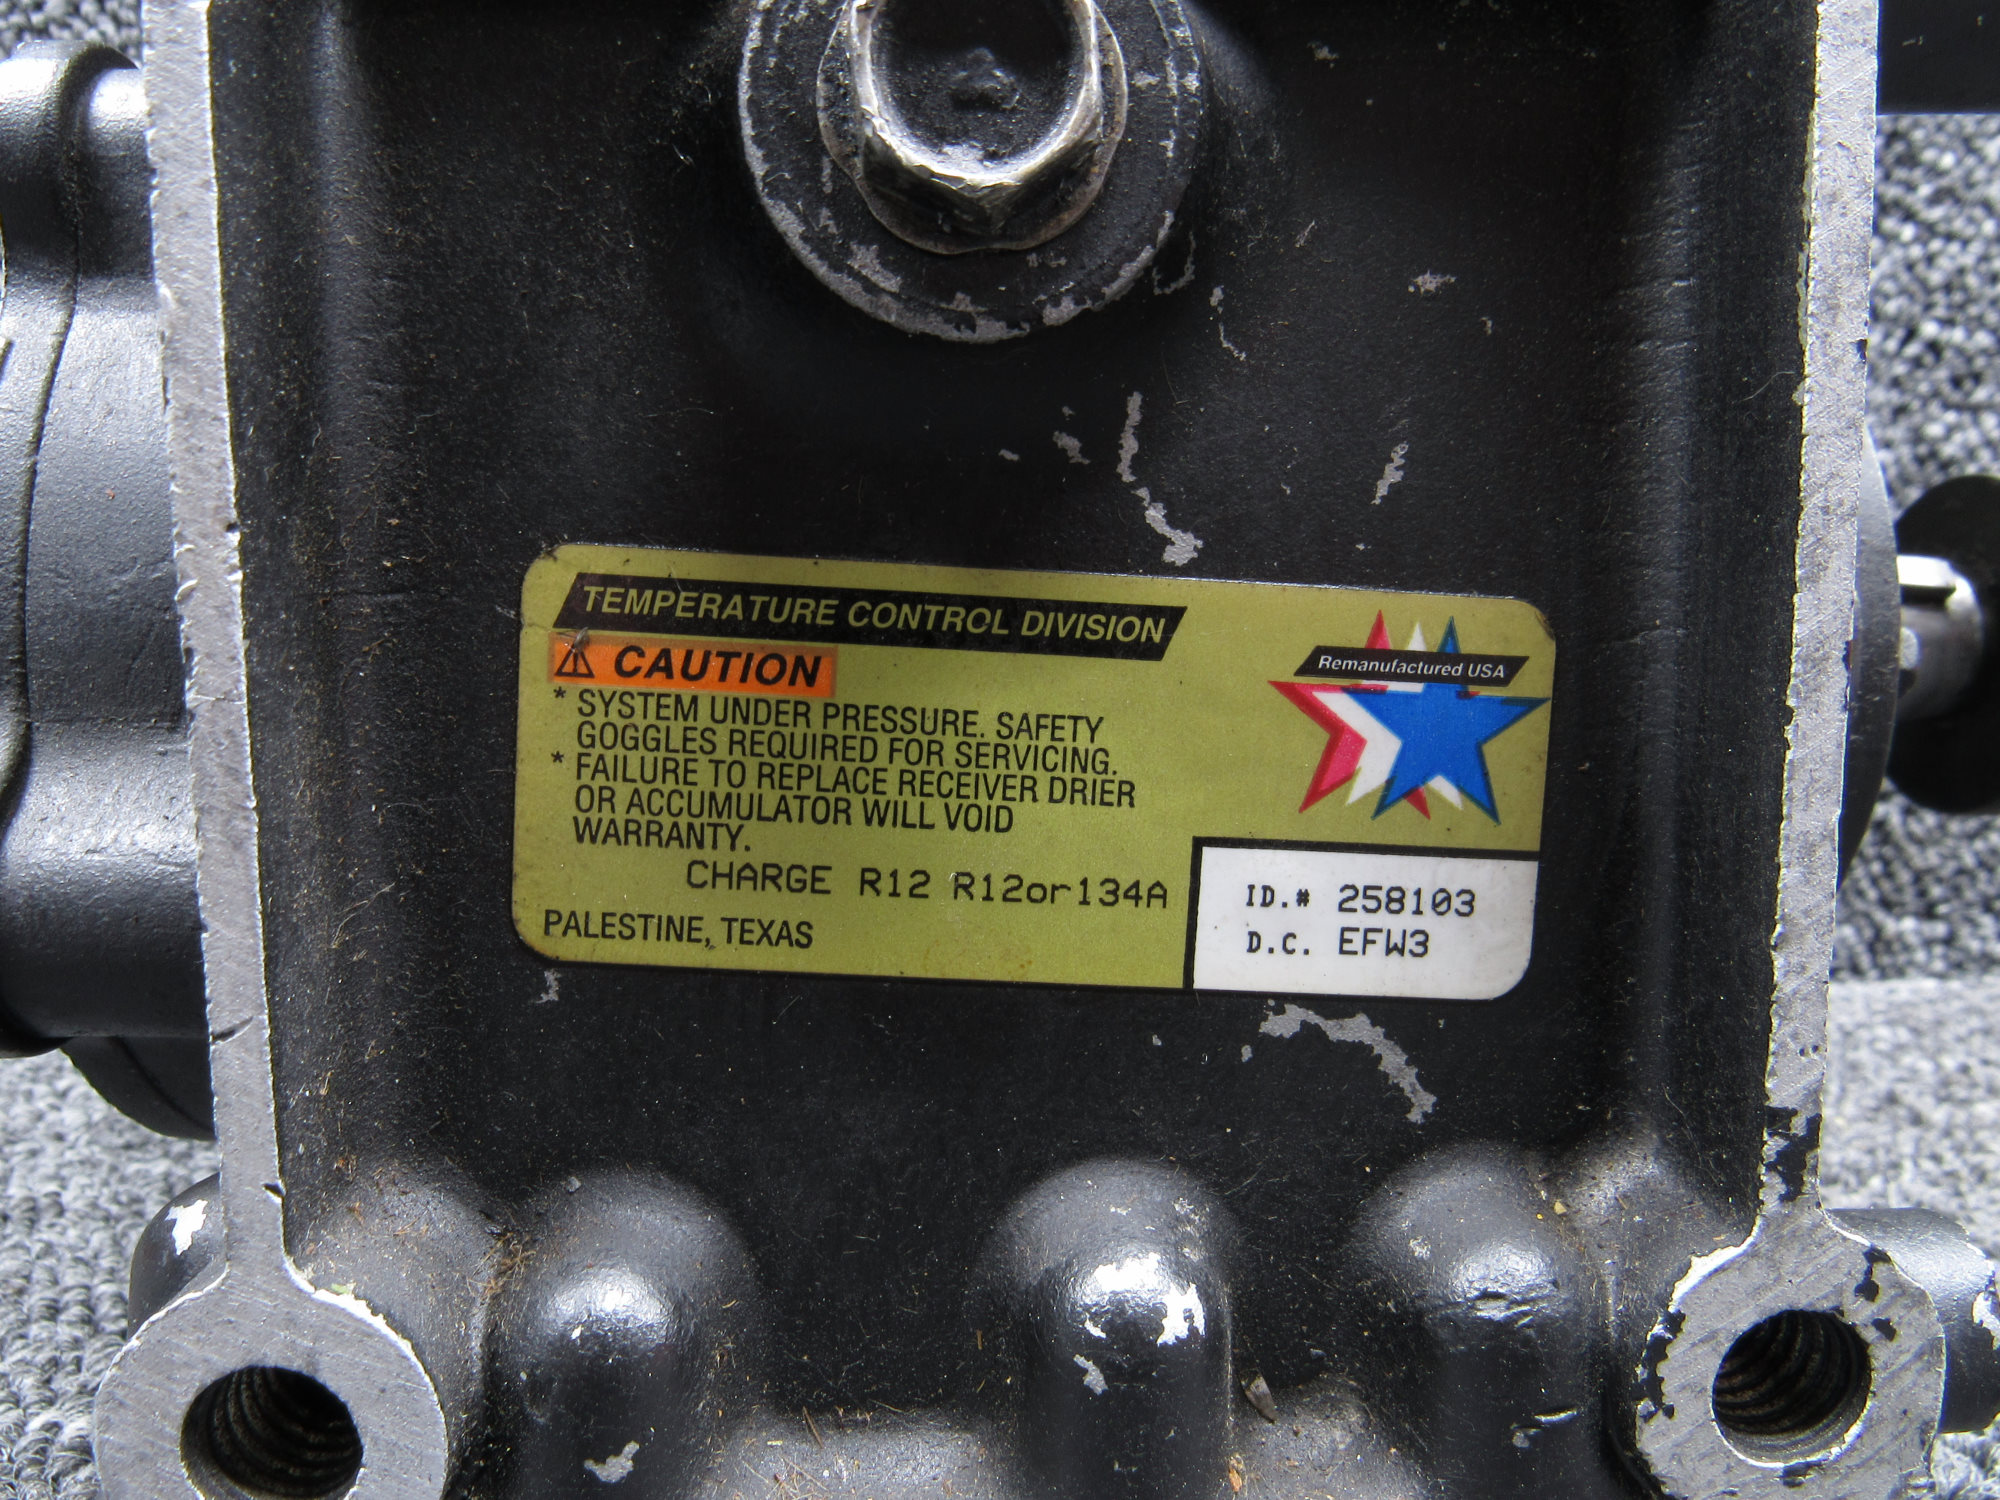 TEMPERATURE CONTROL DIVISION
⚠ CAUTION
* SYSTEM UNDER PRESSURE. SAFETY
GOGGLES REQUIRED FOR SERVICING.
* FAILURE TO REPLACE RECEIVER DRIER
OR ACCUMULATOR WILL VOID
WARRANTY.
CHARGE R12 R12or134A
PALESTINE, TEXAS
Remanufactured USA
ID.# 258103
D.C. EFW3